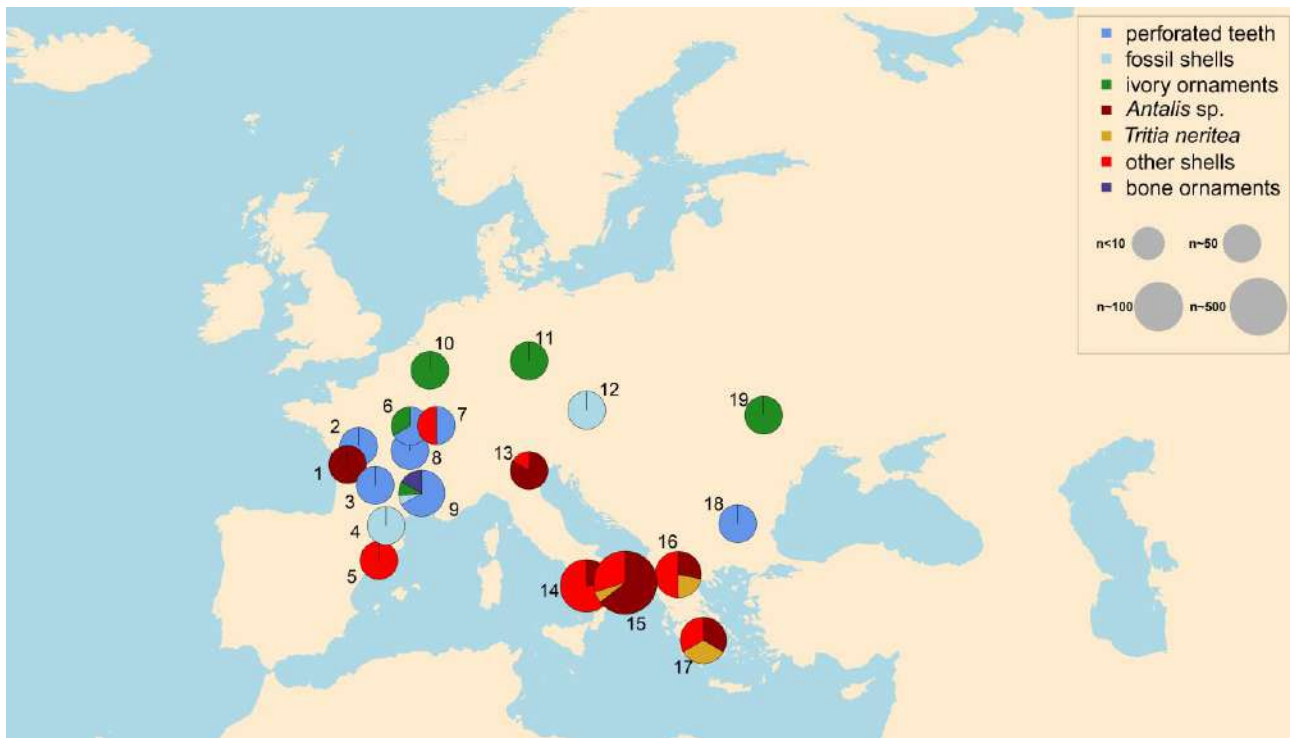 perforated teeth
fossil shells
ivory ornaments
Antalis sp.
Tritia neritea
other shells
bone ornaments
n<10 n~50
n~100 n~500
10
11
12
19
6
7
2
8
1
13
3
9
18
4
16
5
14
15
17